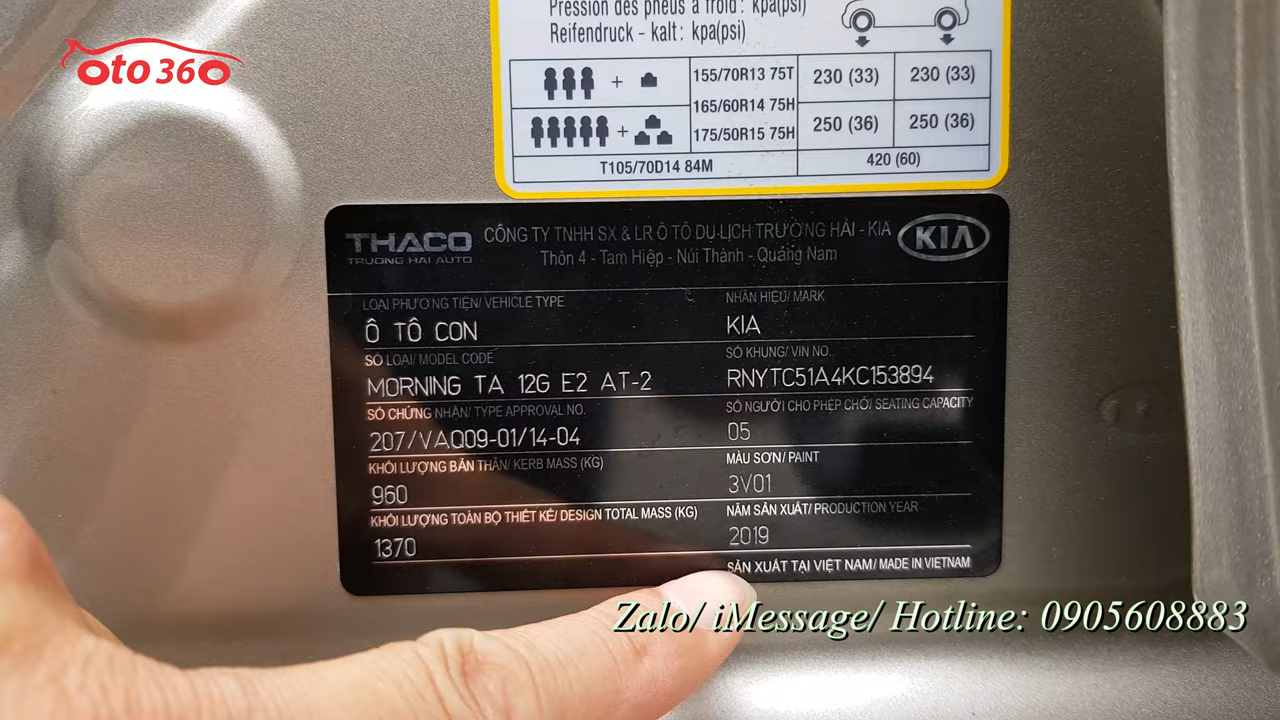 Pression des pneus à froid : kpa(psi)
Reifendruck - kalt : kpa(psi)
oto 360
+ 155/70R13 75T 230 (33) 230 (33)
165/60R14 75H
+ 175/50R15 75H 250 (36) 250 (36)
T105/70D14 84M 420 (60)
THACO
TRUONG HAI AUTO
CÔNG TY TNHH SX & LR Ô TÔ DU LỊCH TRƯỜNG HẢI - KIA
Thôn 4 - Tam Hiệp - Núi Thành - Quảng Nam
KIA
LOẠI PHƯƠNG TIỆN/ VEHICLE TYPE
Ô TÔ CON
NHÃN HIỆU/ MARK
KIA
SỐ LOẠI/ MODEL CODE
MORNING TA 12G E2 AT-2
SỐ KHUNG/ VIN NO.
RNYTC51A4KC153894
SỐ CHỨNG NHẬN/ TYPE APPROVAL NO.
207/VAQ09-01/14-04
SỐ NGƯỜI CHO PHÉP CHỞ/ SEATING CAPACITY
05
KHỐI LƯỢNG BẢN THÂN/ KERB MASS (KG)
960
MÀU SƠN/ PAINT
3V01
KHỐI LƯỢNG TOÀN BỘ THIẾT KẾ/ DESIGN TOTAL MASS (KG)
1370
NĂM SẢN XUẤT/ PRODUCTION YEAR
2019
SẢN XUẤT TẠI VIỆT NAM/ MADE IN VIETNAM
Zalo/ iMessage/ Hotline: 0905608883